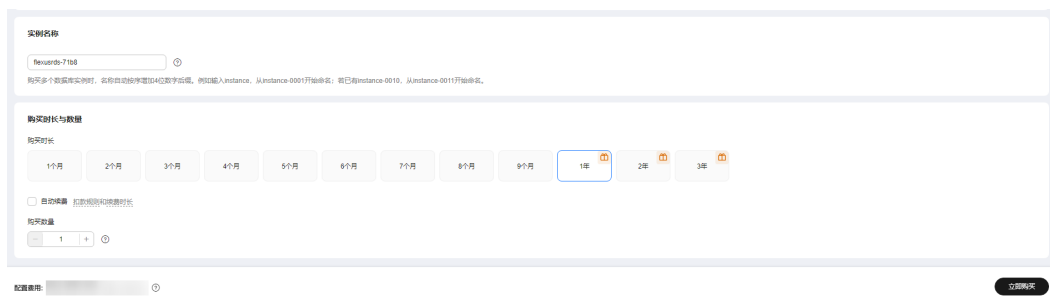 实例名称
flexusrds-71b8
购买多个数据库实例时，名称自动按序增加4位数字后缀。例如输入instance，从instance-0001开始命名；若已有instance-0010，从instance-0011开始命名。
购买时长与数量
购买时长
1个月 2个月 3个月 4个月 5个月 6个月 7个月 8个月 9个月 1年 2年 3年
自动续费 扣款规则和续费时长
购买数量
- 1 +
配置费用:
立即购买